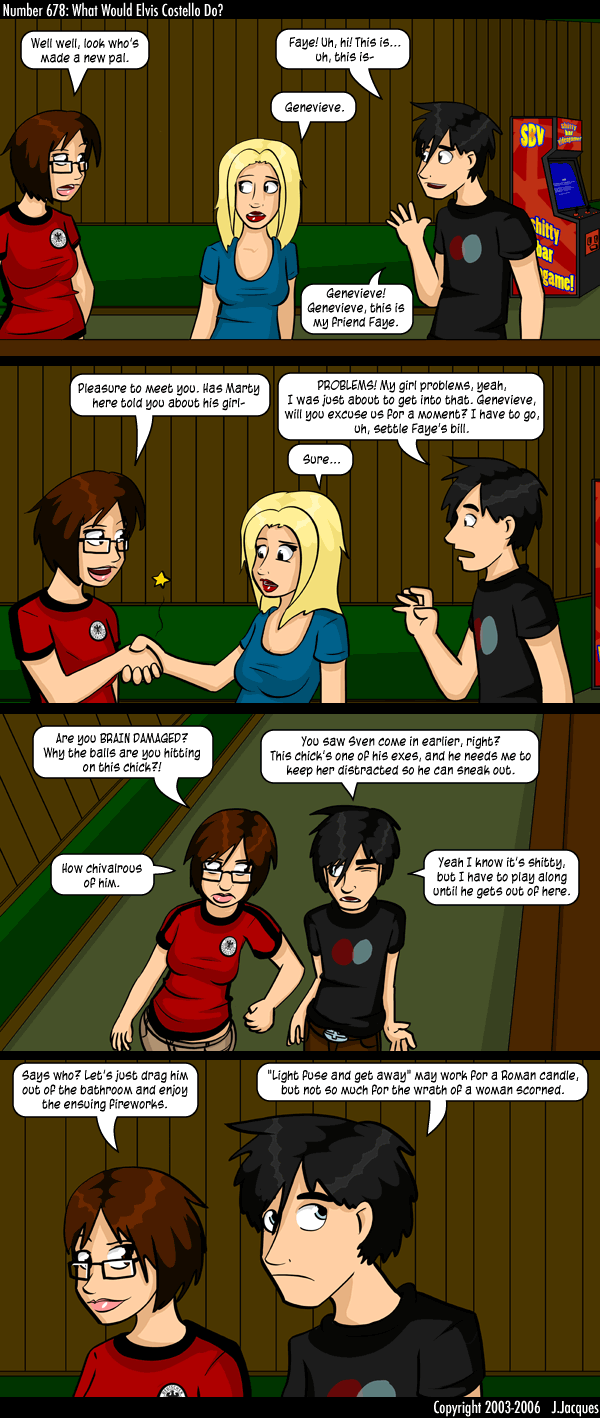 Number 678: What Would Elvis Costello Do?
Well well, look who's
made a new pal.
Faye! Uh, hi! This is...
uh, this is-
Genevieve.
Genevieve!
Genevieve, this is
my friend Faye.
SBV
shitty
bar
videogame!
shitty
bar
Pleasure to meet you. Has Marty
here told you about his girl-
PROBLEMS! My girl problems, yeah,
I was just about to get into that. Genevieve,
will you excuse us for a moment? I have to go,
uh, settle Faye's bill.
Sure...
Are you BRAIN DAMAGED?
Why the balls are you hitting
on this chick?!
You saw Sven come in earlier, right?
This chick's one of his exes, and he needs me to
keep her distracted so he can sneak out.
How chivalrous
of him.
Yeah I know it's shitty,
but I have to play along
until he gets out of here.
Says who? Let's just drag him
out of the bathroom and enjoy
the ensuing fireworks.
"Light fuse and get away" may work for a Roman candle,
but not so much for the wrath of a woman scorned.
Copyright 2003-2006 J.Jacques